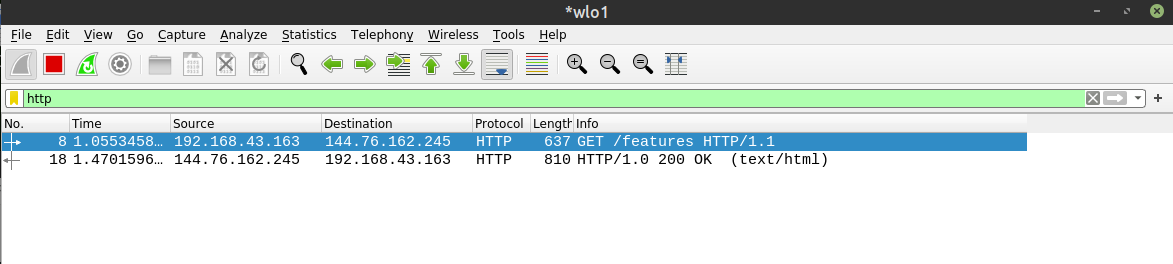 *wlo1
File Edit View Go Capture Analyze Statistics Telephony Wireless Tools Help
http
No. Time Source Destination Protocol Length Info
8 1.0553458… 192.168.43.163 144.76.162.245 HTTP 637 GET /features HTTP/1.1
18 1.4701596… 144.76.162.245 192.168.43.163 HTTP 810 HTTP/1.0 200 OK (text/html)